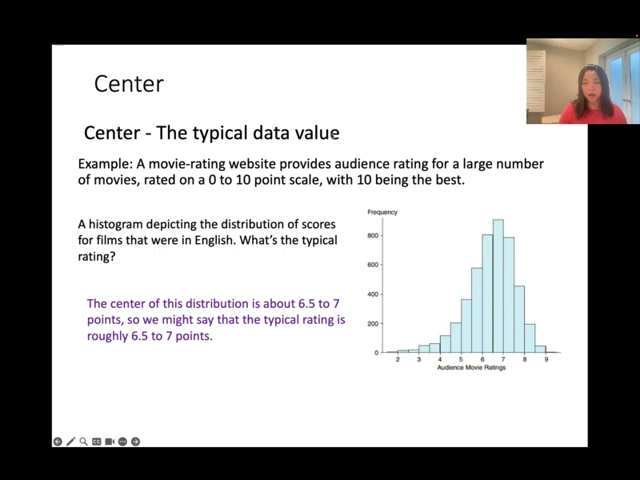 Center
Center - The typical data value
Example: A movie-rating website provides audience rating for a large number
of movies, rated on a 0 to 10 point scale, with 10 being the best.
A histogram depicting the distribution of scores
for films that were in English. What's the typical
rating?
The center of this distribution is about 6.5 to 7
points, so we might say that the typical rating is
roughly 6.5 to 7 points.
Frequency
800
600
400
200
0
2 3 4 5 6 7 8 9
Audience Movie Ratings